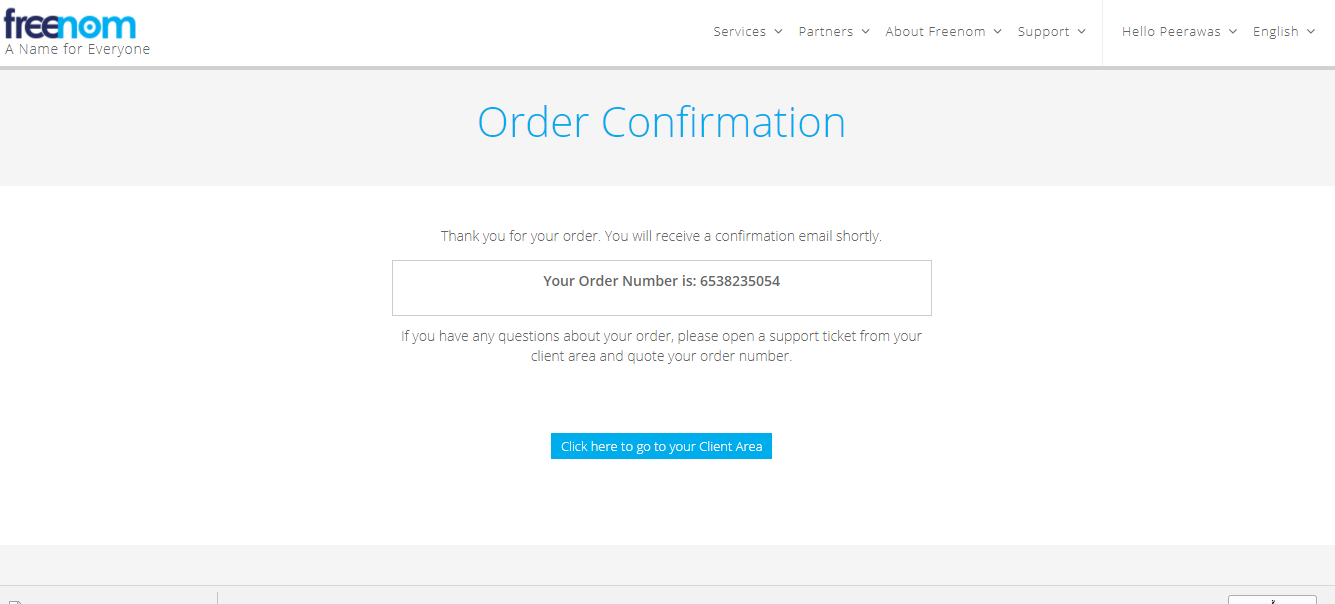 freenom
A Name for Everyone
Services Partners About Freenom Support Hello Peerawas English
Order Confirmation
Thank you for your order. You will receive a confirmation email shortly.
Your Order Number is: 6538235054
If you have any questions about your order, please open a support ticket from your
client area and quote your order number.
Click here to go to your Client Area